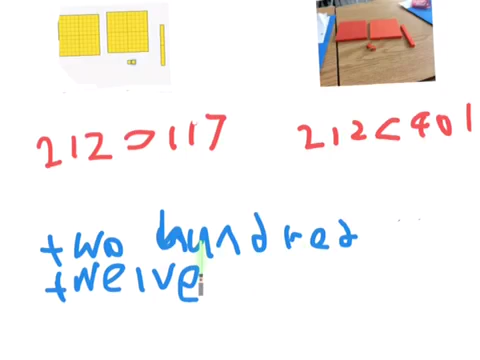 212 > 117
212 < 401
two hundred
twelve